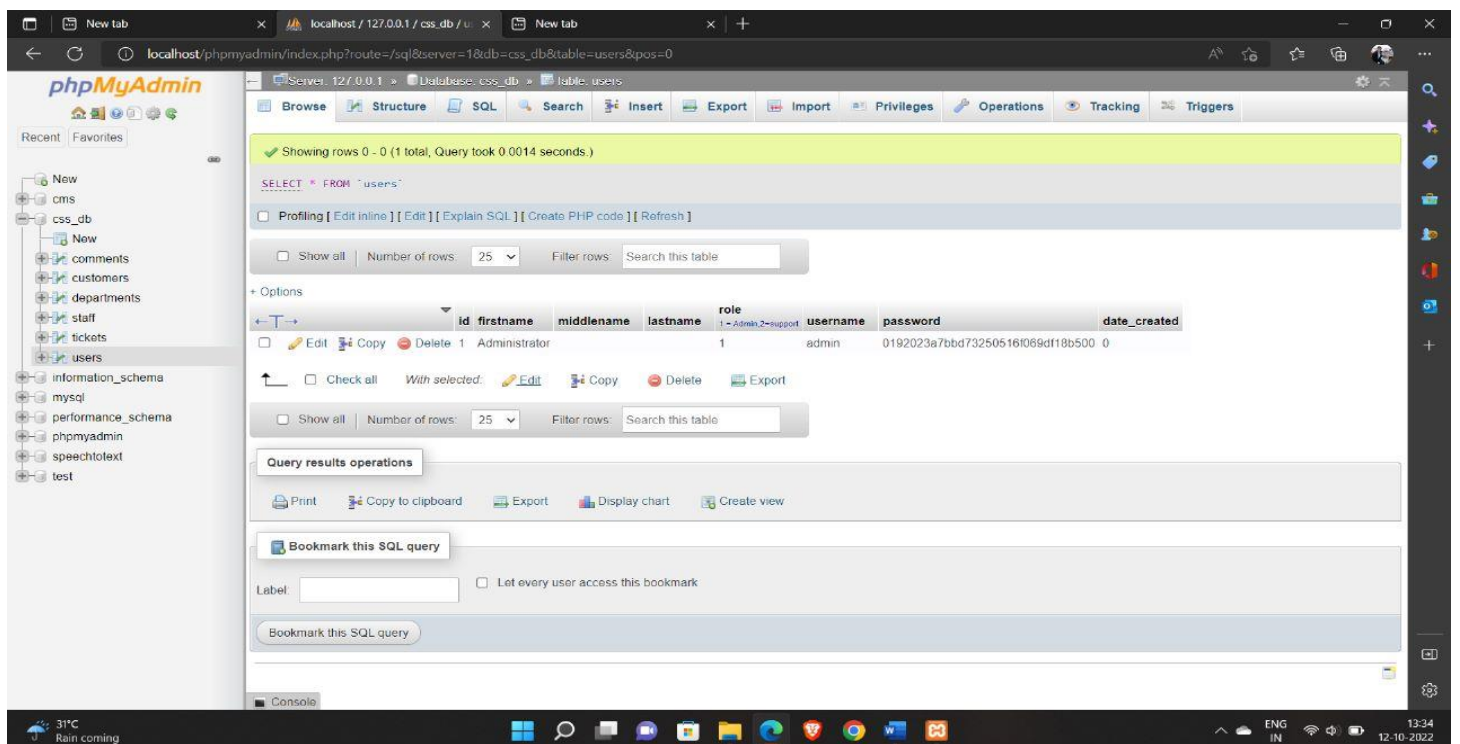 New tab
localhost / 127.0.0.1 / css_db / u
New tab
localhost/phpmyadmin/index.php?route=/sql&server=1&db=css_db&table=users&pos=0
phpMyAdmin
Recent Favorites
New
cms
css_db
New
comments
customers
departments
staff
tickets
users
information_schema
mysql
performance_schema
phpmyadmin
speechtotext
test
Server: 127.0.0.1 » Database: css_db » Table: users
Browse Structure SQL Search Insert Export Import Privileges Operations Tracking Triggers
Showing rows 0 - 0 (1 total, Query took 0.0014 seconds.)
SELECT * FROM `users`
Profiling [ Edit inline ] [ Edit ] [ Explain SQL ] [ Create PHP code ] [ Refresh ]
Show all | Number of rows: 25 Filter rows: Search this table
+ Options
←T→ id firstname middlename lastname role 1 = Admin,2=support username password date_created
Edit Copy Delete 1 Administrator 1 admin 0192023a7bbd73250516f069df18b500 0
Check all With selected: Edit Copy Delete Export
Show all | Number of rows: 25 Filter rows: Search this table
Query results operations
Print Copy to clipboard Export Display chart Create view
Bookmark this SQL query
Label: Let every user access this bookmark
Bookmark this SQL query
Console
31°C
Rain coming
ENG
IN
13:34
12-10-2022